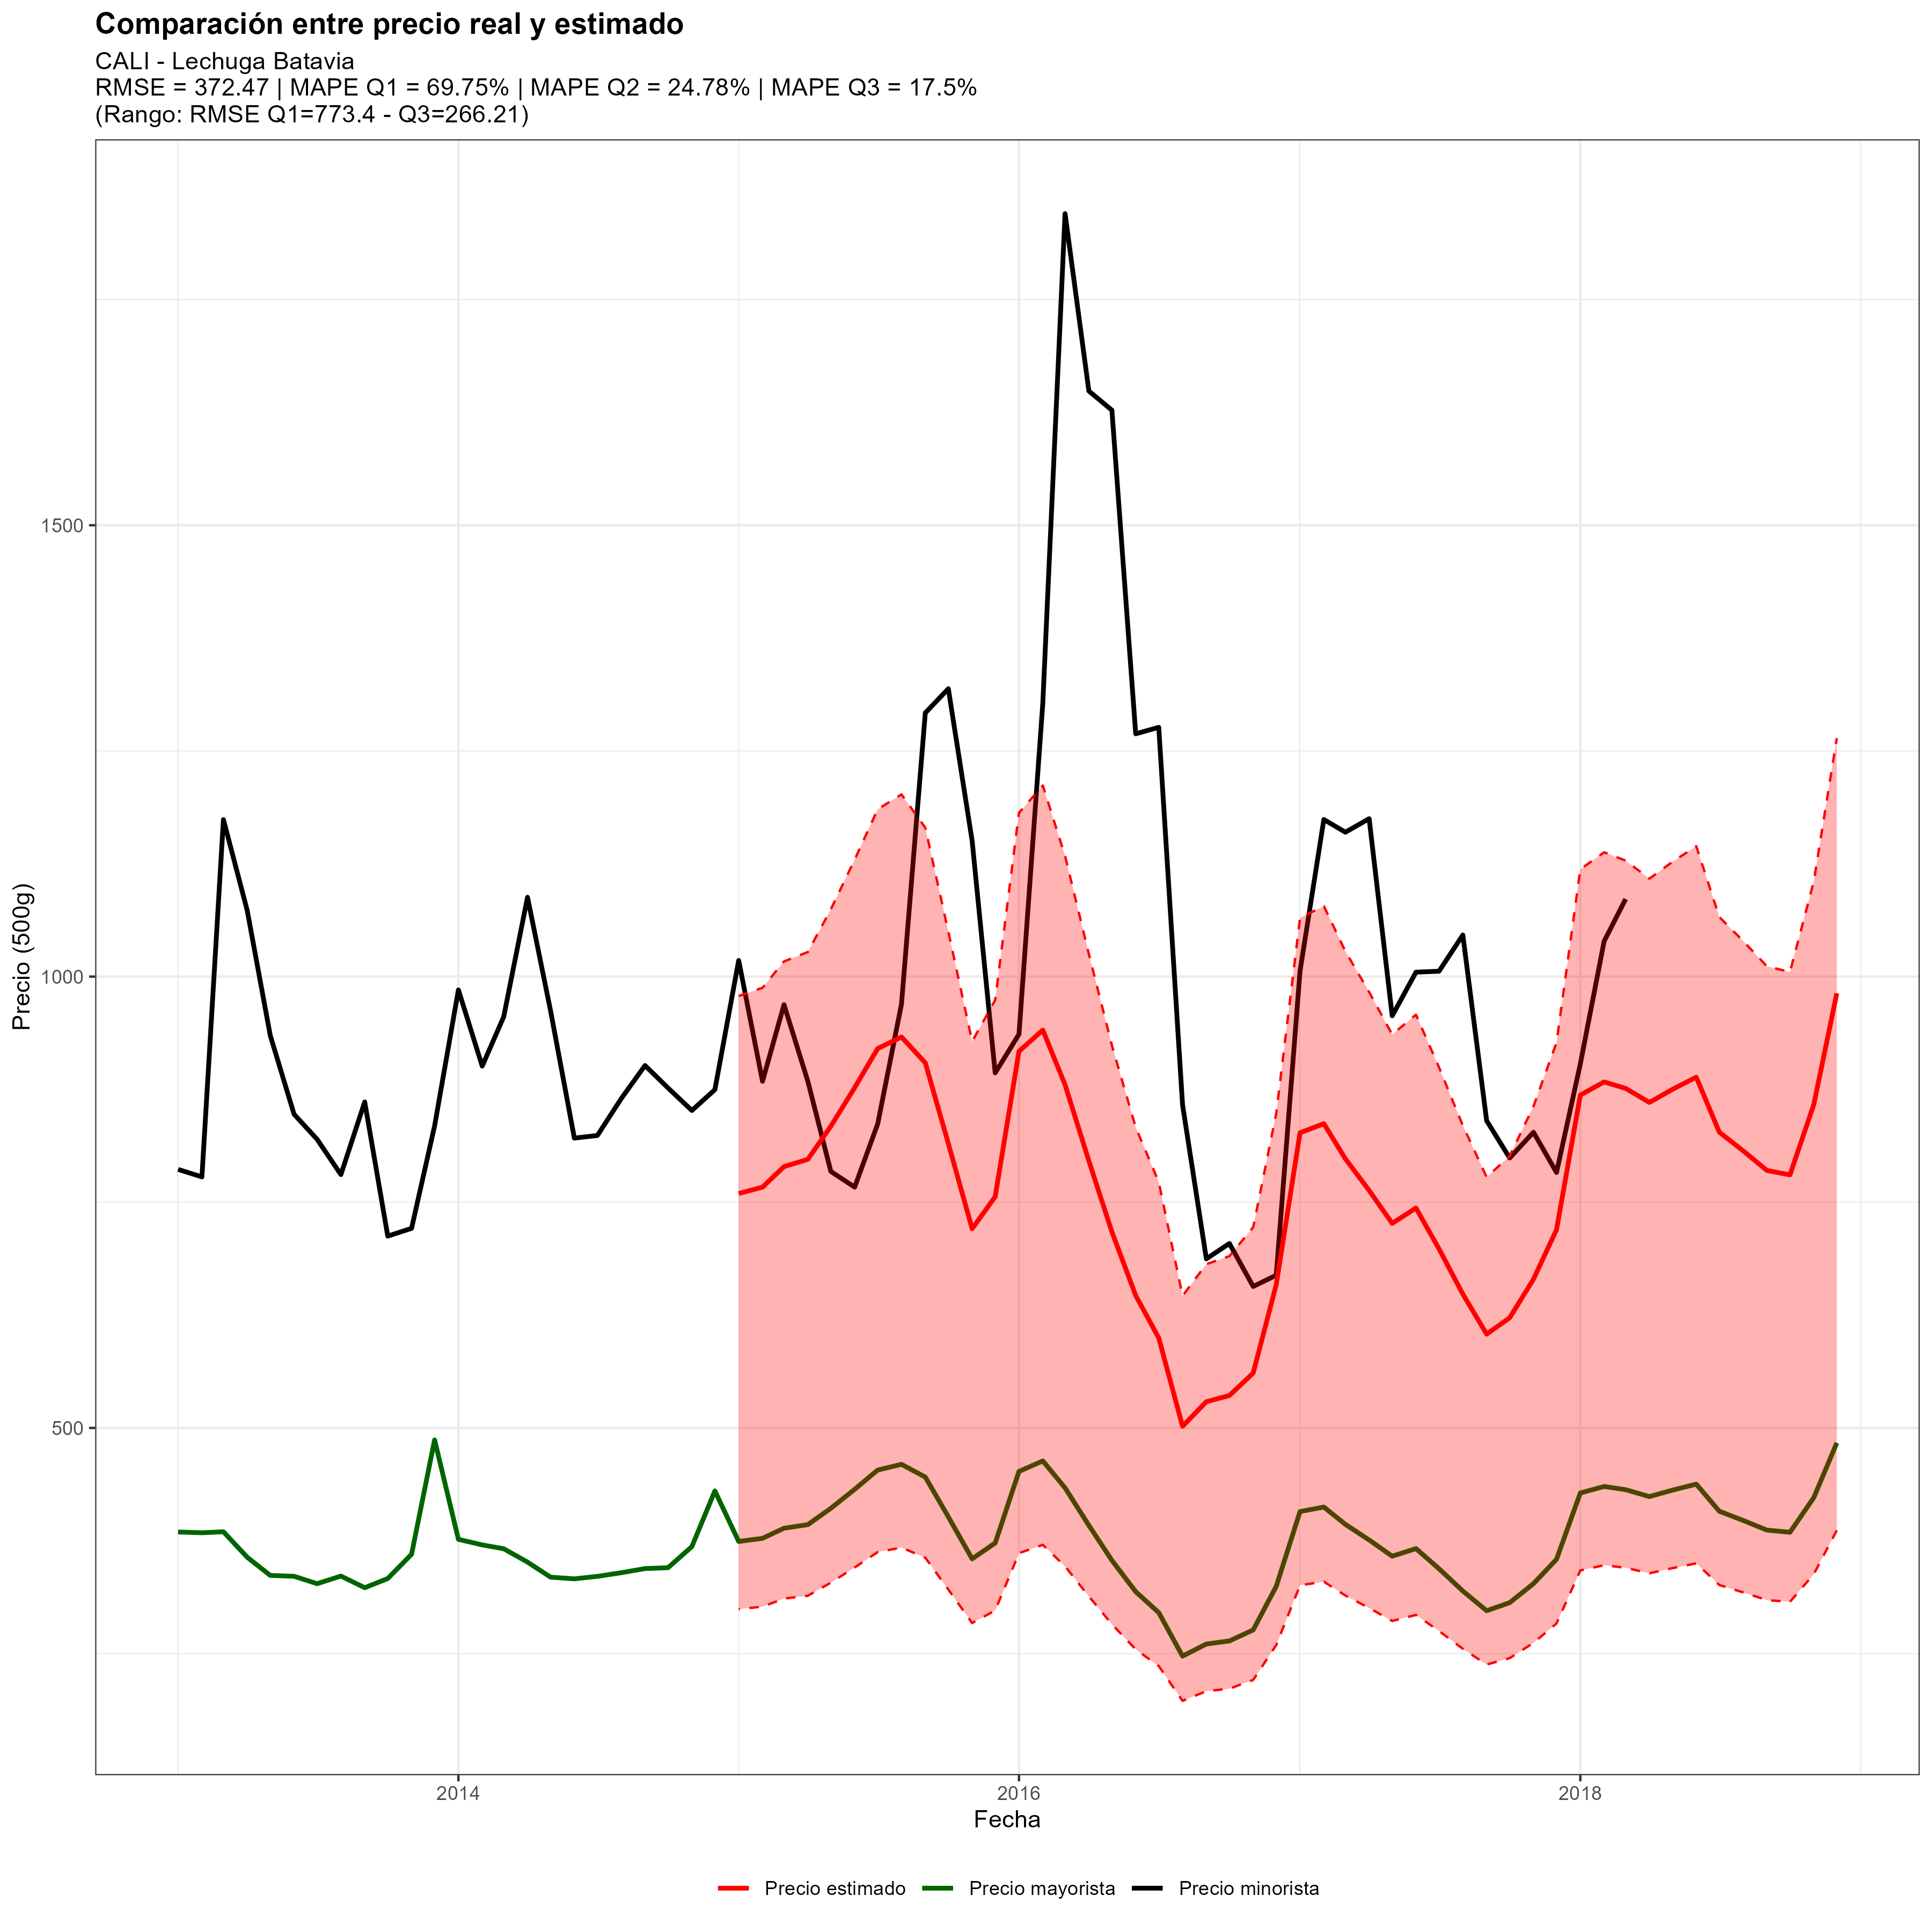 Comparación entre precio real y estimado
CALI - Lechuga Batavia
RMSE = 372.47 | MAPE Q1 = 69.75% | MAPE Q2 = 24.78% | MAPE Q3 = 17.5%
(Rango: RMSE Q1=773.4 - Q3=266.21)
Precio (500g)
1500
1000
500
2014
2016
2018
Fecha
Precio estimado
Precio mayorista
Precio minorista